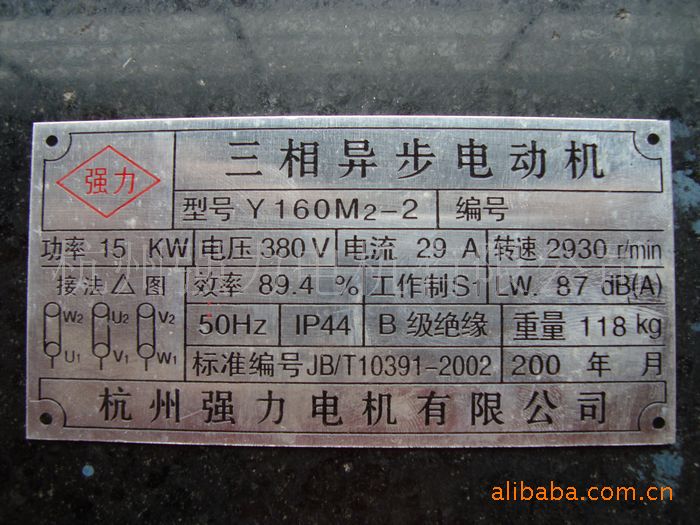 强力
三相异步电动机
型号 Y160M2-2 编号
功率 15 KW 电压 380 V 电流 29 A 转速 2930 r/min
接法 △ 图 效率 89.4 % 工作制 S1 LW. 87 dB(A)
W2 U2 V2
U1 V1 W1
50Hz IP44 B 级绝缘 重量 118 kg
标准编号 JB/T10391-2002 200 年 月
杭州强力电机有限公司
alibaba.com.cn